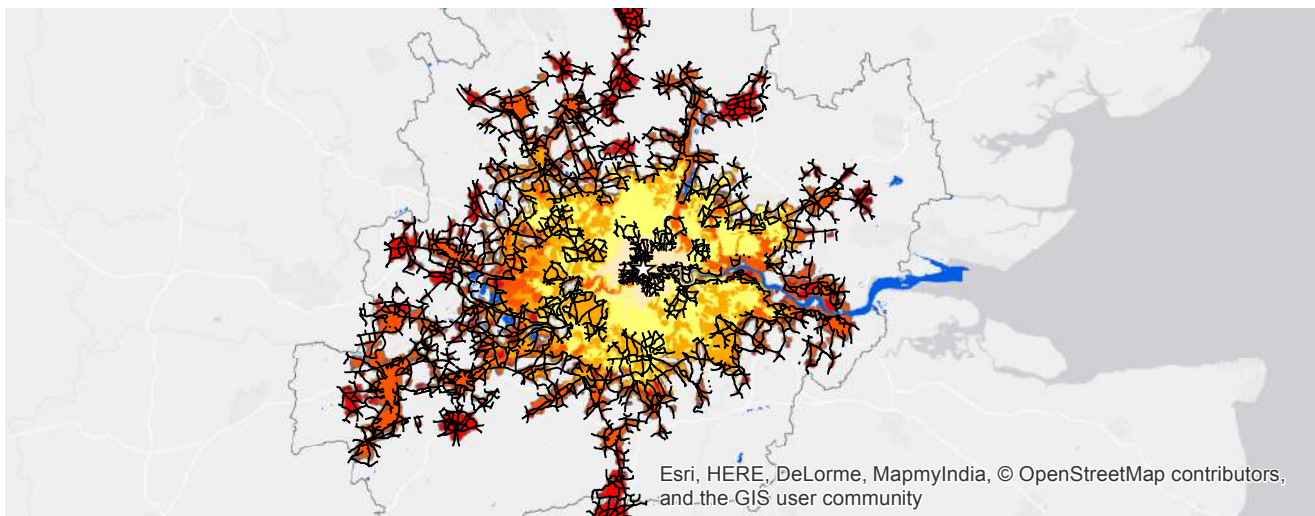 Esri, HERE, DeLorme, MapmyIndia, © OpenStreetMap contributors,
and the GIS user community